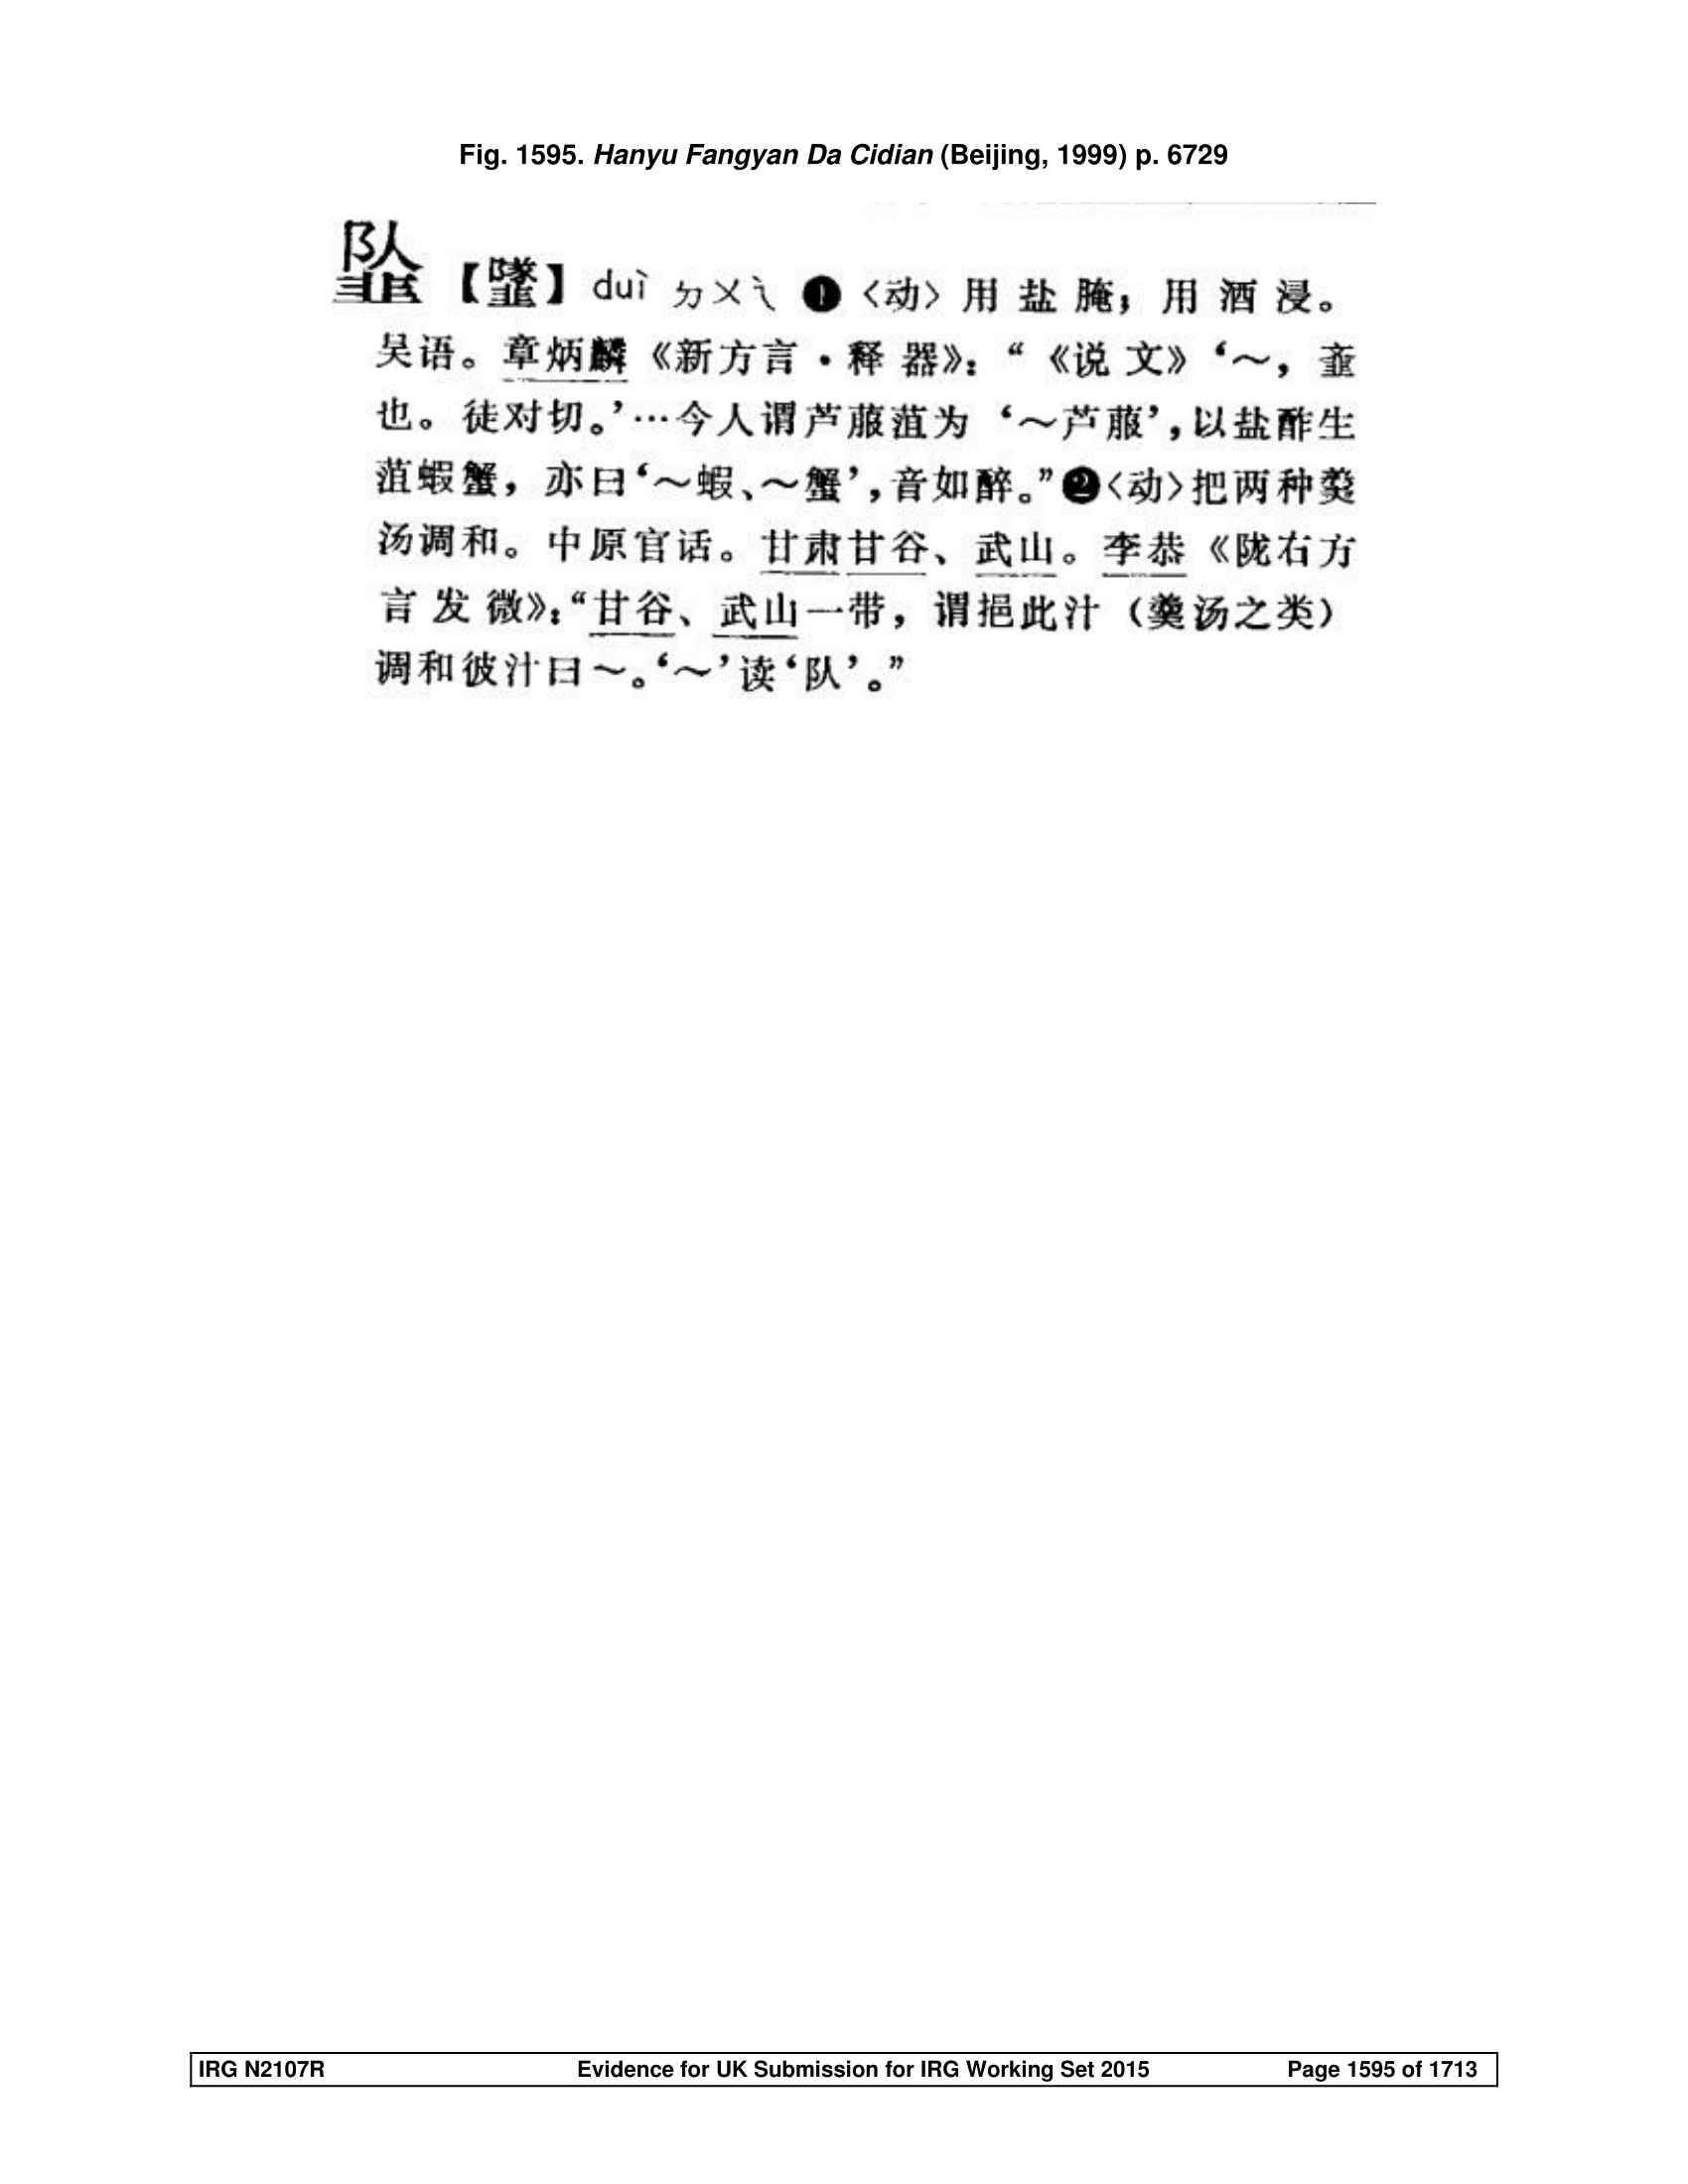 Fig. 1595. Hanyu Fangyan Da Cidian (Beijing, 1999) p. 6729
【】duì ㄉㄨㄟ̀ ❶〈动〉用盐腌；用酒浸。
吴语。章炳麟《新方言·释器》：“《说文》‘～，
也。徒对切。’…今人谓芦菔菹为‘～芦菔’，以盐酢生
菹蝦蟹，亦曰‘～蝦、～蟹’，音如醉。”❷〈动〉把两种羹
汤调和。中原官话。甘肃甘谷、武山。李恭《陇右方
言发微》：“甘谷、武山一带，谓挹此汁（羹汤之类）
调和彼汁曰～。‘～’读‘队’。”
IRG N2107R Evidence for UK Submission for IRG Working Set 2015 Page 1595 of 1713